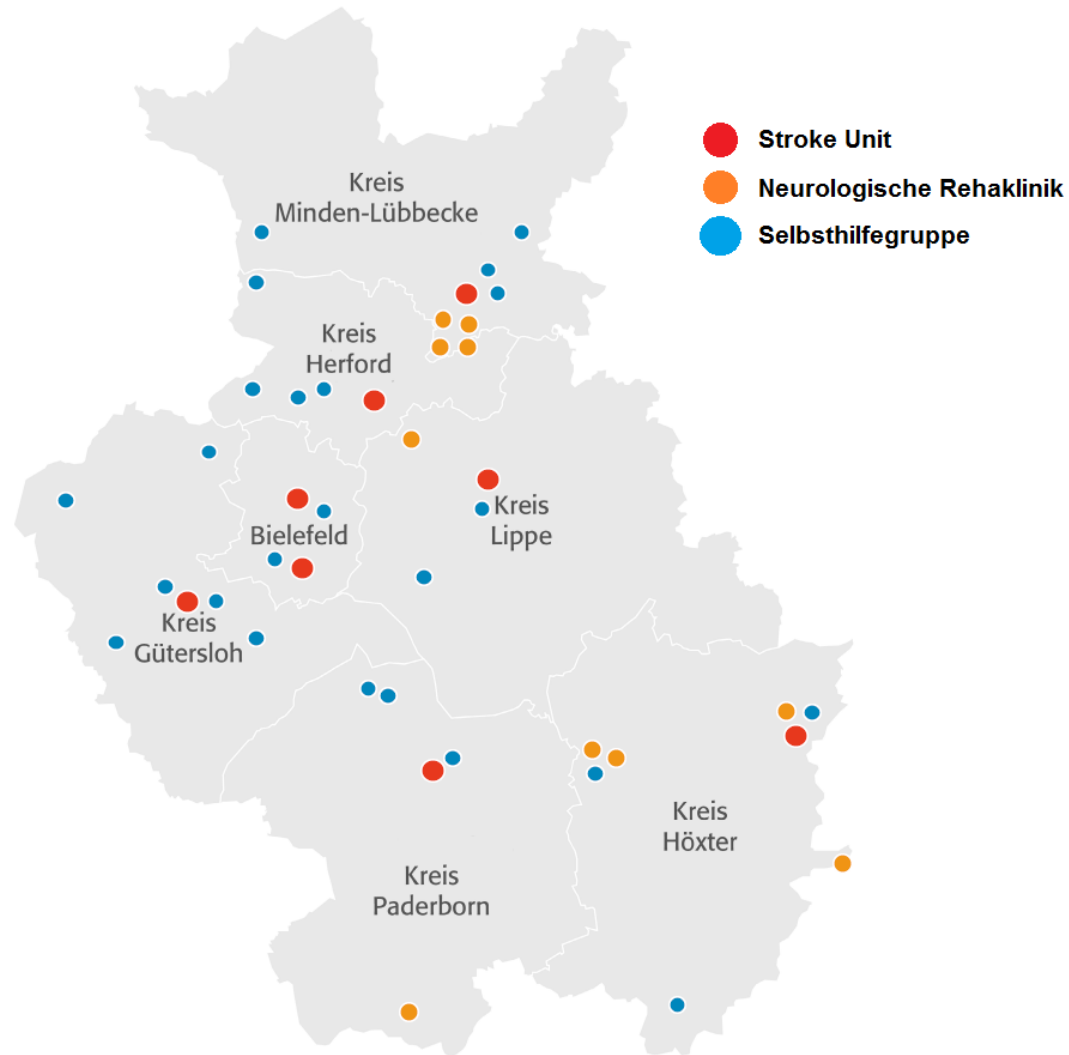 Stroke Unit
Neurologische Rehaklinik
Selbsthilfegruppe
Kreis
Minden-Lübbecke
Kreis
Herford
Kreis
Lippe
Bielefeld
Kreis
Gütersloh
Kreis
Höxter
Kreis
Paderborn